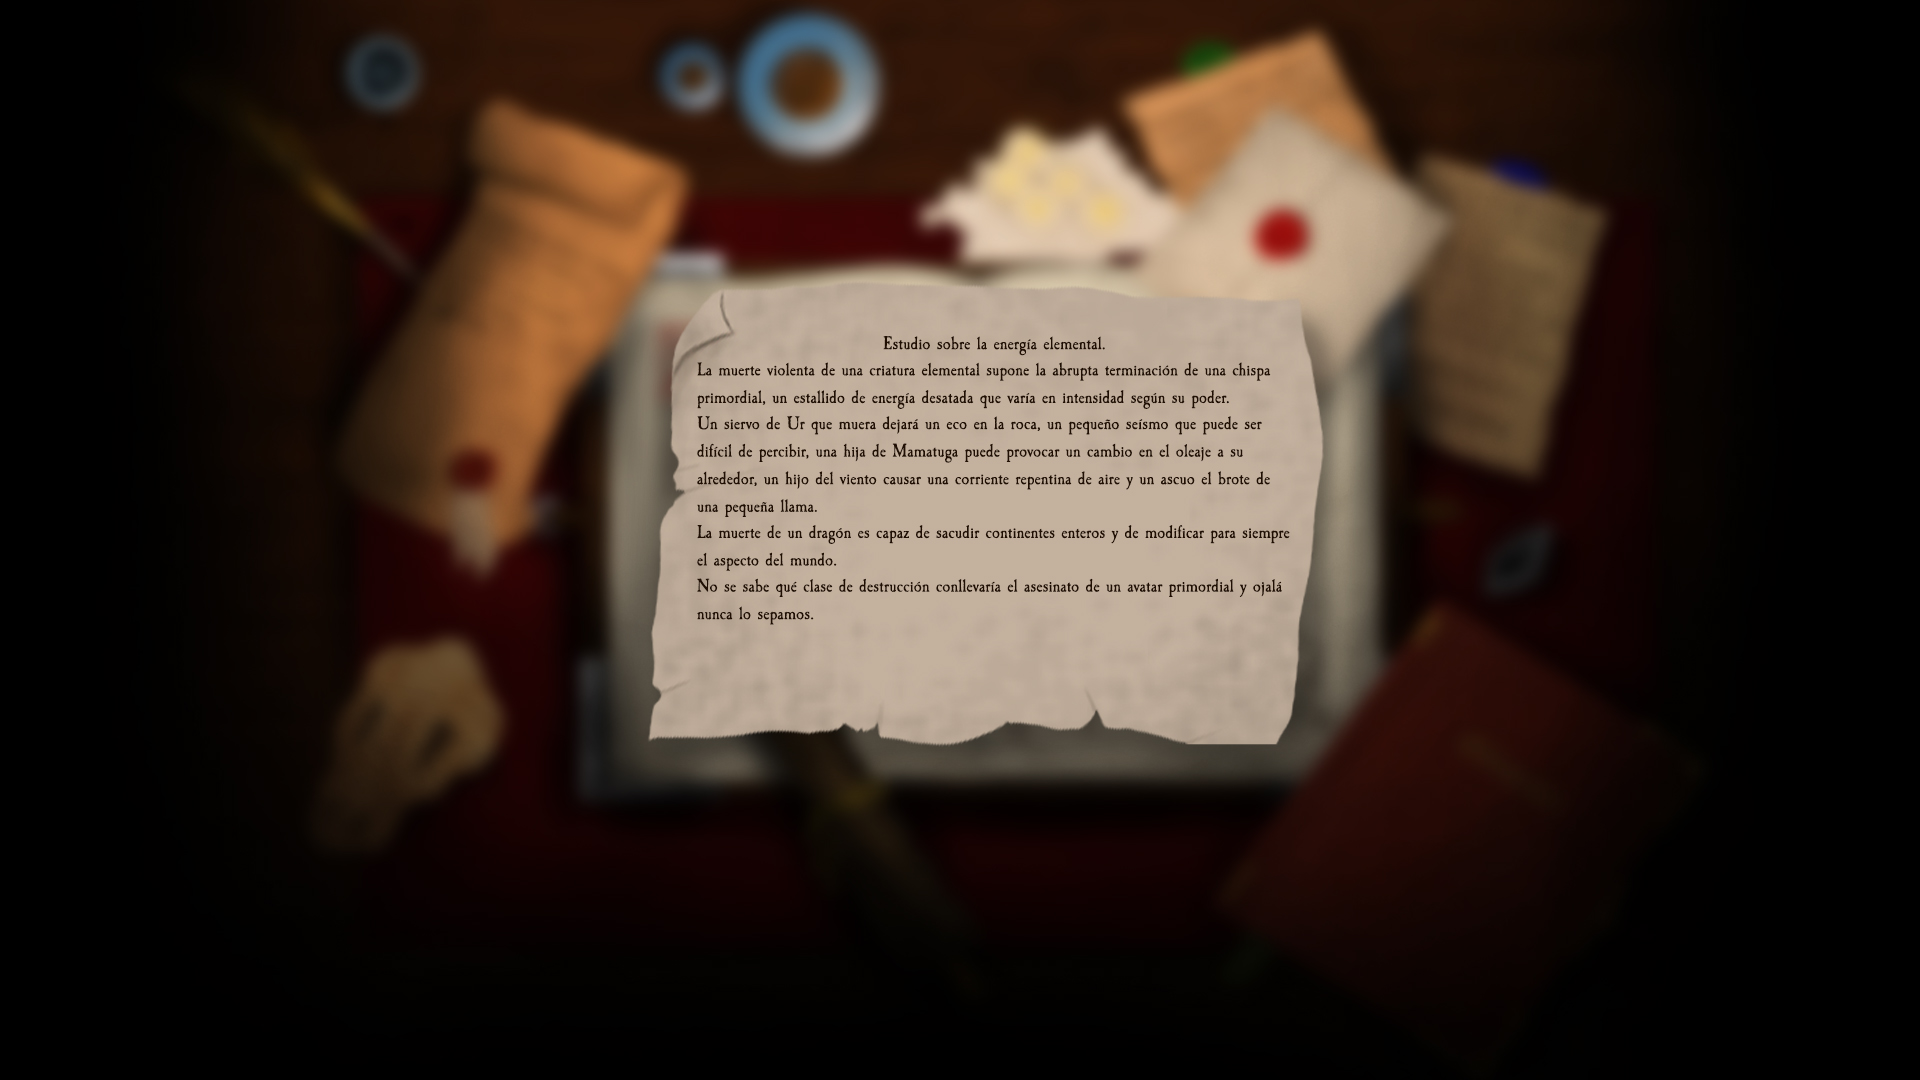 Estudio sobre la energía elemental.
La muerte violenta de una criatura elemental supone la abrupta terminación de una chispa
primordial, un estallido de energía desatada que varía en intensidad según su poder.
Un siervo de Ur que muera dejará un eco en la roca, un pequeño seísmo que puede ser
difícil de percibir, una hija de Mamatuga puede provocar un cambio en el oleaje a su
alrededor, un hijo del viento causar una corriente repentina de aire y un ascuo el brote de
una pequeña llama.
La muerte de un dragón es capaz de sacudir continentes enteros y de modificar para siempre
el aspecto del mundo.
No se sabe qué clase de destrucción conllevaría el asesinato de un avatar primordial y ojalá
nunca lo sepamos.